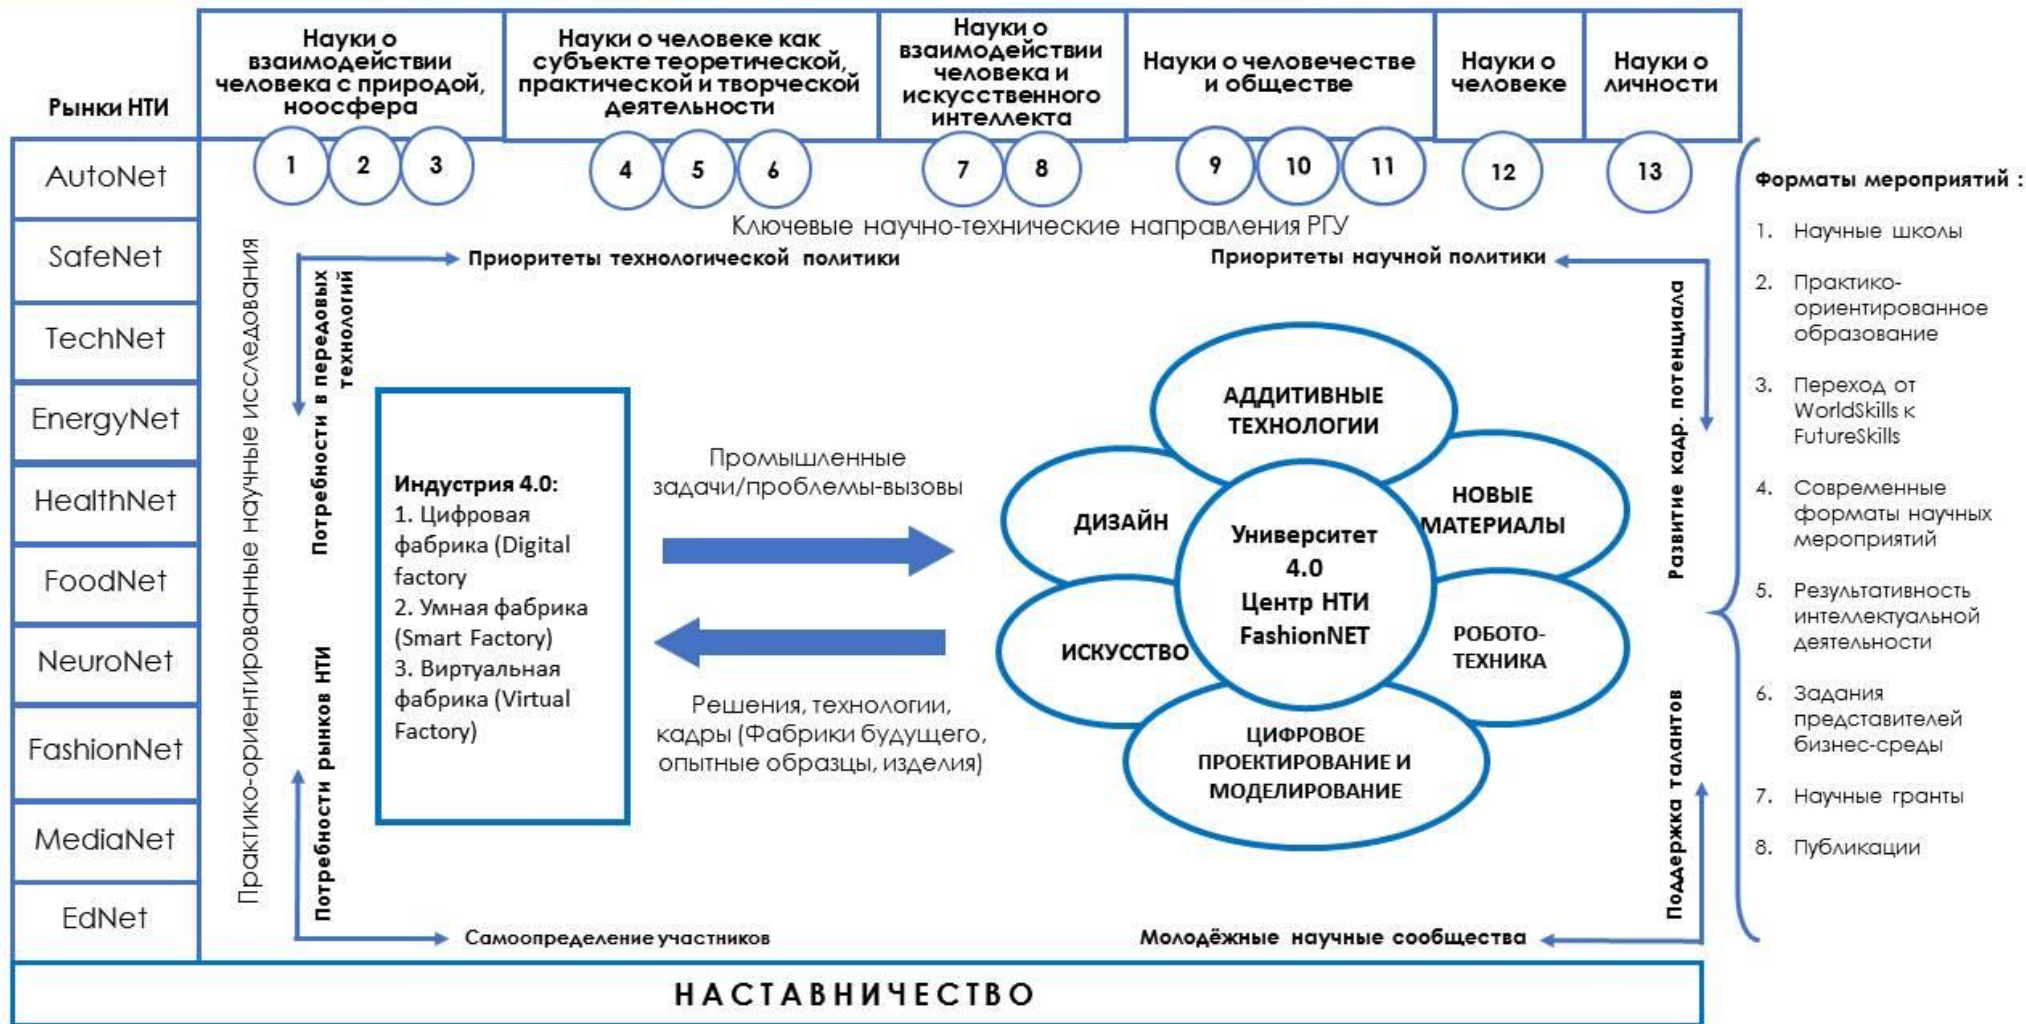 Рынки НТИ
Науки о
взаимодействии
человека с природой,
ноосфера
Науки о человеке как
субъекте теоретической,
практической и творческой
деятельности
Науки о
взаимодействии
человека и
искусственного
интеллекта
Науки о человечестве
и обществе
Науки о
человеке
Науки о
личности
1
2
3
4
5
6
7
8
9
10
11
12
13
AutoNet
SafeNet
TechNet
EnergyNet
HealthNet
FoodNet
NeuroNet
FashionNet
MediaNet
EdNet
Ключевые научно-технические направления РГУ
Практико-ориентированные научные исследования
Приоритеты технологической политики
Приоритеты научной политики
Потребности в передовых
технологий
Потребности рынков НТИ
Индустрия 4.0:
1. Цифровая
фабрика (Digital
factory
2. Умная фабрика
(Smart Factory)
3. Виртуальная
фабрика (Virtual
Factory)
Промышленные
задачи/проблемы-вызовы
Решения, технологии,
кадры (Фабрики будущего,
опытные образцы, изделия)
АДДИТИВНЫЕ
ТЕХНОЛОГИИ
ДИЗАЙН
НОВЫЕ
МАТЕРИАЛЫ
Университет
4.0
Центр НТИ
FashionNET
ИСКУССТВО
РОБОТО-
ТЕХНИКА
ЦИФРОВОЕ
ПРОЕКТИРОВАНИЕ И
МОДЕЛИРОВАНИЕ
Развитие кадр. потенциала
Поддержка талантов
Самоопределение участников
Молодёжные научные сообщества
Форматы мероприятий :
1. Научные школы
2. Практико-
ориентированное
образование
3. Переход от
WorldSkills к
FutureSkills
4. Современные
форматы научных
мероприятий
5. Результативность
интеллектуальной
деятельности
6. Задания
представителей
бизнес-среды
7. Научные гранты
8. Публикации
НАСТАВНИЧЕСТВО